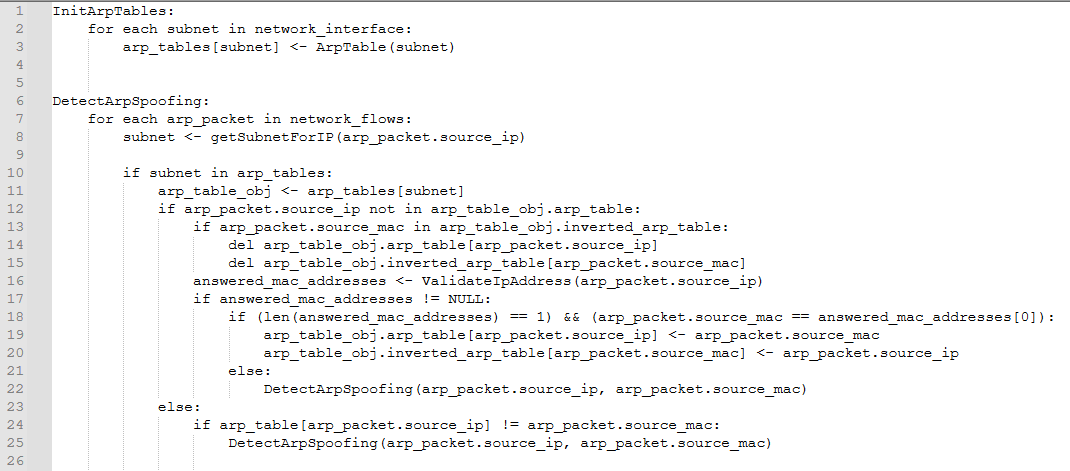 1 InitArpTables:
2     for each subnet in network_interface:
3         arp_tables[subnet] <- ArpTable(subnet)
4
5
6 DetectArpSpoofing:
7     for each arp_packet in network_flows:
8         subnet <- getSubnetForIP(arp_packet.source_ip)
9
10         if subnet in arp_tables:
11             arp_table_obj <- arp_tables[subnet]
12             if arp_packet.source_ip not in arp_table_obj.arp_table:
13                 if arp_packet.source_mac in arp_table_obj.inverted_arp_table:
14                     del arp_table_obj.arp_table[arp_packet.source_ip]
15                     del arp_table_obj.inverted_arp_table[arp_packet.source_mac]
16                 answered_mac_addresses <- ValidateIpAddress(arp_packet.source_ip)
17                 if answered_mac_addresses != NULL:
18                     if (len(answered_mac_addresses) == 1) && (arp_packet.source_mac == answered_mac_addresses[0]):
19                         arp_table_obj.arp_table[arp_packet.source_ip] <- arp_packet.source_mac
20                         arp_table_obj.inverted_arp_table[arp_packet.source_mac] <- arp_packet.source_ip
21                     else:
22                         DetectArpSpoofing(arp_packet.source_ip, arp_packet.source_mac)
23             else:
24                 if arp_table[arp_packet.source_ip] != arp_packet.source_mac:
25                     DetectArpSpoofing(arp_packet.source_ip, arp_packet.source_mac)
26